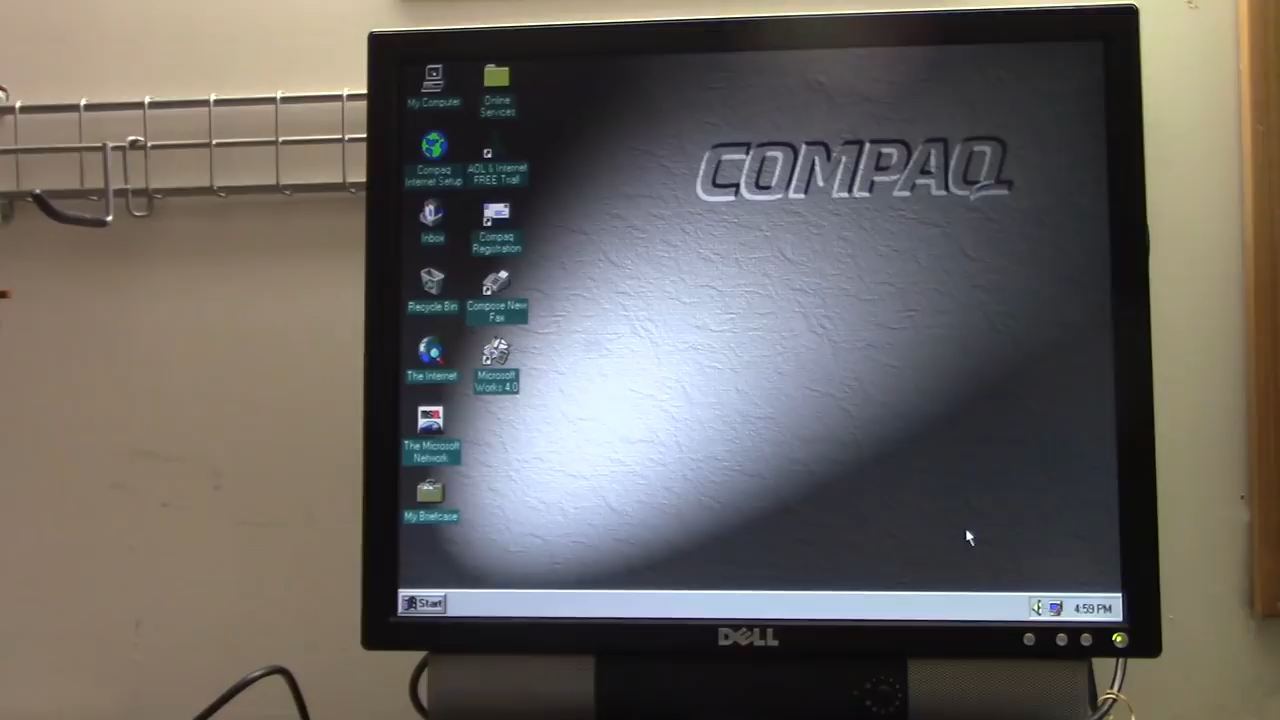 My Computer
Online
Services
COMPAQ
Compaq
Internet Setup
AOL & Internet
FREE Trial!
Inbox
Compaq
Registration
Recycle Bin
Compose New
Fax
The Internet
Microsoft
Works 4.0
msn
The Microsoft
Network
My Briefcase
Start
4:59 PM
DELL